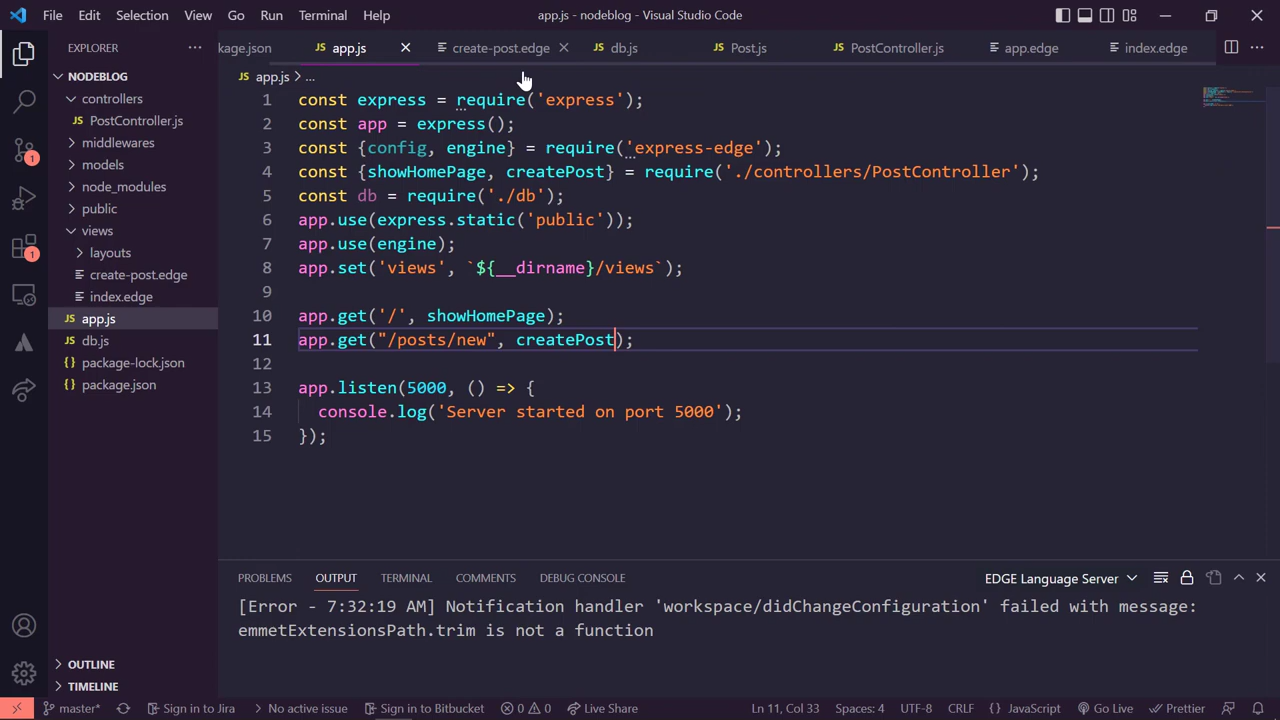 File Edit Selection View Go Run Terminal Help app.js - nodeblog - Visual Studio Code
EXPLORER
kage.json app.js create-post.edge db.js Post.js PostController.js app.edge index.edge
NODEBLOG
controllers
PostController.js
middlewares
models
node_modules
public
views
layouts
create-post.edge
index.edge
app.js
db.js
package-lock.json
package.json
OUTLINE
TIMELINE
1
1
JS app.js > ...
1 const express = require('express');
2 const app = express();
3 const {config, engine} = require('express-edge');
4 const {showHomePage, createPost} = require('./controllers/PostController');
5 const db = require('./db');
6 app.use(express.static('public'));
7 app.use(engine);
8 app.set('views', `${__dirname}/views`);
9
10 app.get('/', showHomePage);
11 app.get("/posts/new", createPost);
12
13 app.listen(5000, () => {
14 console.log('Server started on port 5000');
15 });
PROBLEMS OUTPUT TERMINAL COMMENTS DEBUG CONSOLE EDGE Language Server
[Error - 7:32:19 AM] Notification handler 'workspace/didChangeConfiguration' failed with message:
emmetExtensionsPath.trim is not a function
master* Sign in to Jira No active issue 0 0 Sign in to Bitbucket Live Share Ln 11, Col 33 Spaces: 4 UTF-8 CRLF JavaScript Go Live Prettier